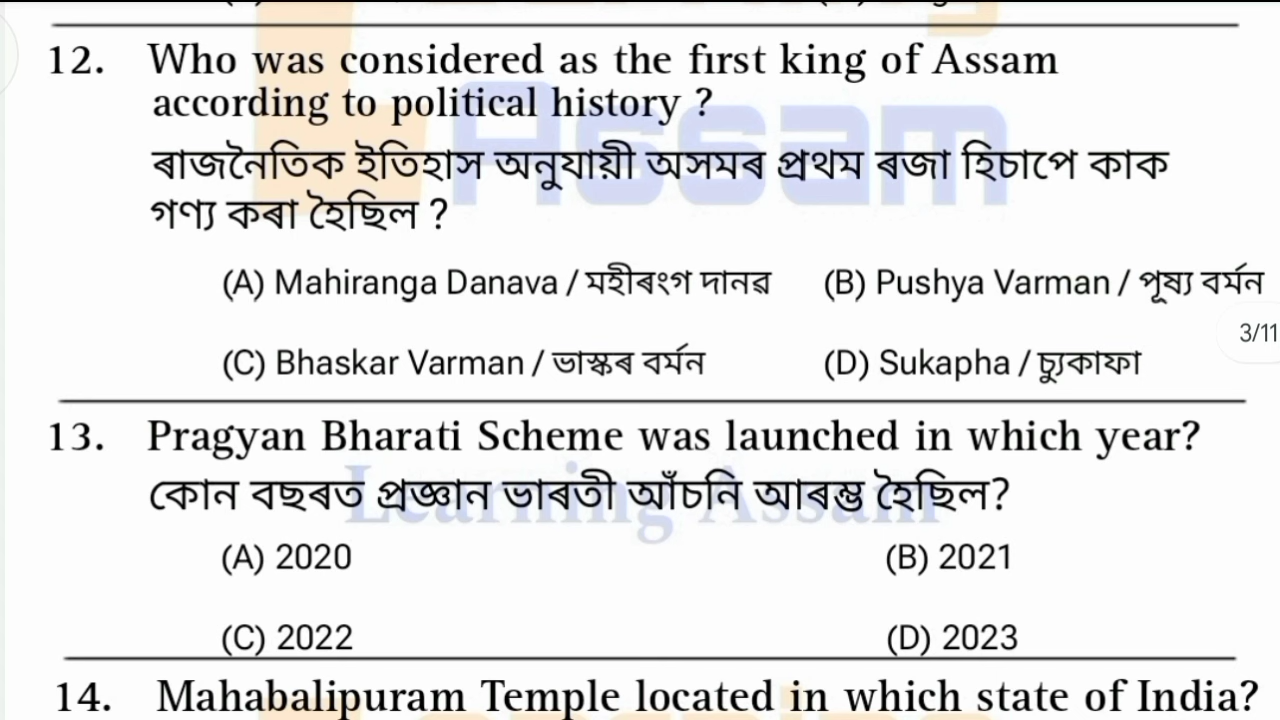 12. Who was considered as the first king of Assam
according to political history ?
ৰাজনৈতিক ইতিহাস অনুযায়ী অসমৰ প্ৰথম ৰজা হিচাপে কাক
গণ্য কৰা হৈছিল ?
(A) Mahiranga Danava / মহীৰংগ দানৱ (B) Pushya Varman / পূষ্য বৰ্মন
3/11
(C) Bhaskar Varman / ভাস্কৰ বৰ্মন (D) Sukapha / চ্যুকাফা
13. Pragyan Bharati Scheme was launched in which year?
কোন বছৰত প্ৰজ্ঞান ভাৰতী আঁচনি আৰম্ভ হৈছিল?
Learning Assam
(A) 2020 (B) 2021
(C) 2022 (D) 2023
14. Mahabalipuram Temple located in which state of India?